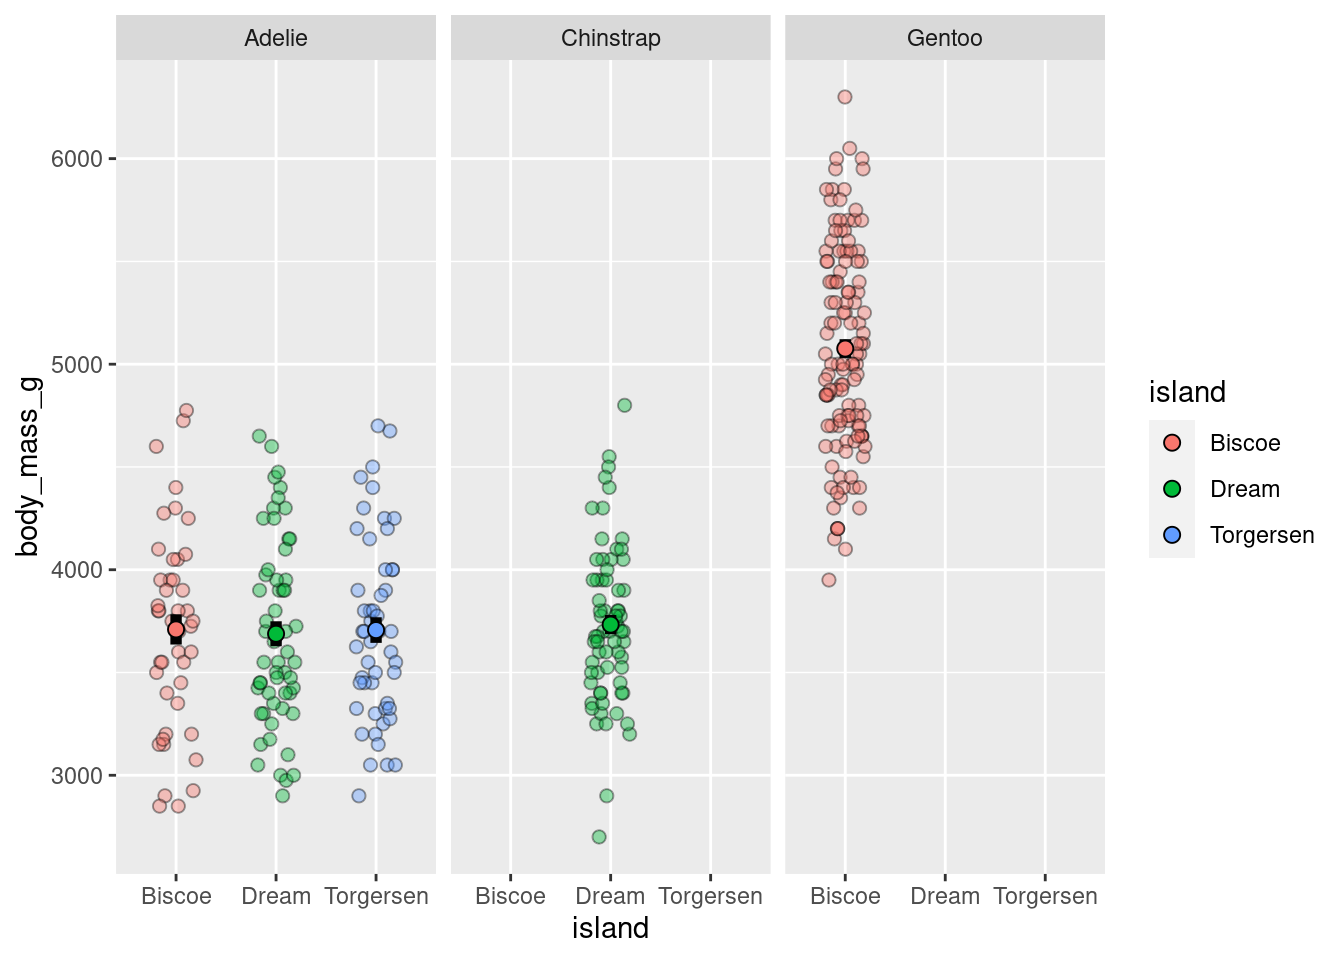 Adelie
Chinstrap
Gentoo
6000
5000
4000
3000
body_mass_g
Biscoe
Dream
Torgersen
Biscoe
Dream
Torgersen
Biscoe
Dream
Torgersen
island
island
Biscoe
Dream
Torgersen